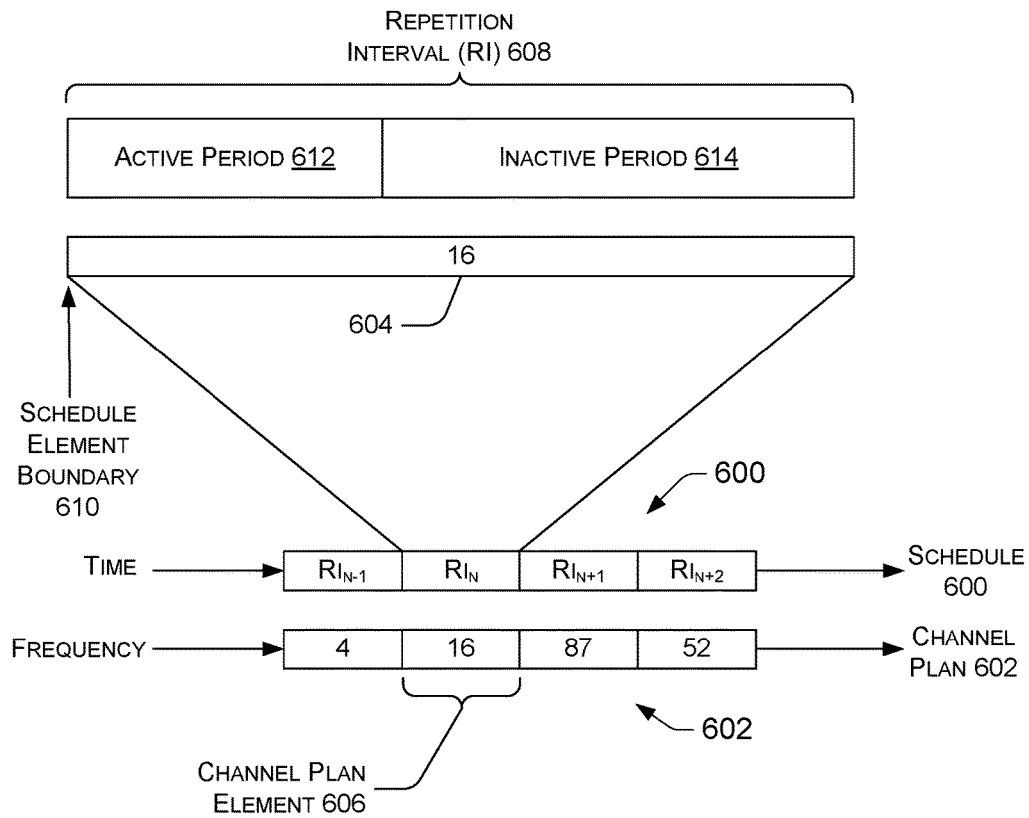 REPETITION
INTERVAL (RI) 608
ACTIVE PERIOD 612
INACTIVE PERIOD 614
16
604
SCHEDULE
ELEMENT
BOUNDARY
610
600
TIME
RIN-1
RIN
RIN+1
RIN+2
SCHEDULE
600
FREQUENCY
4
16
87
52
CHANNEL
PLAN 602
602
CHANNEL PLAN
ELEMENT 606